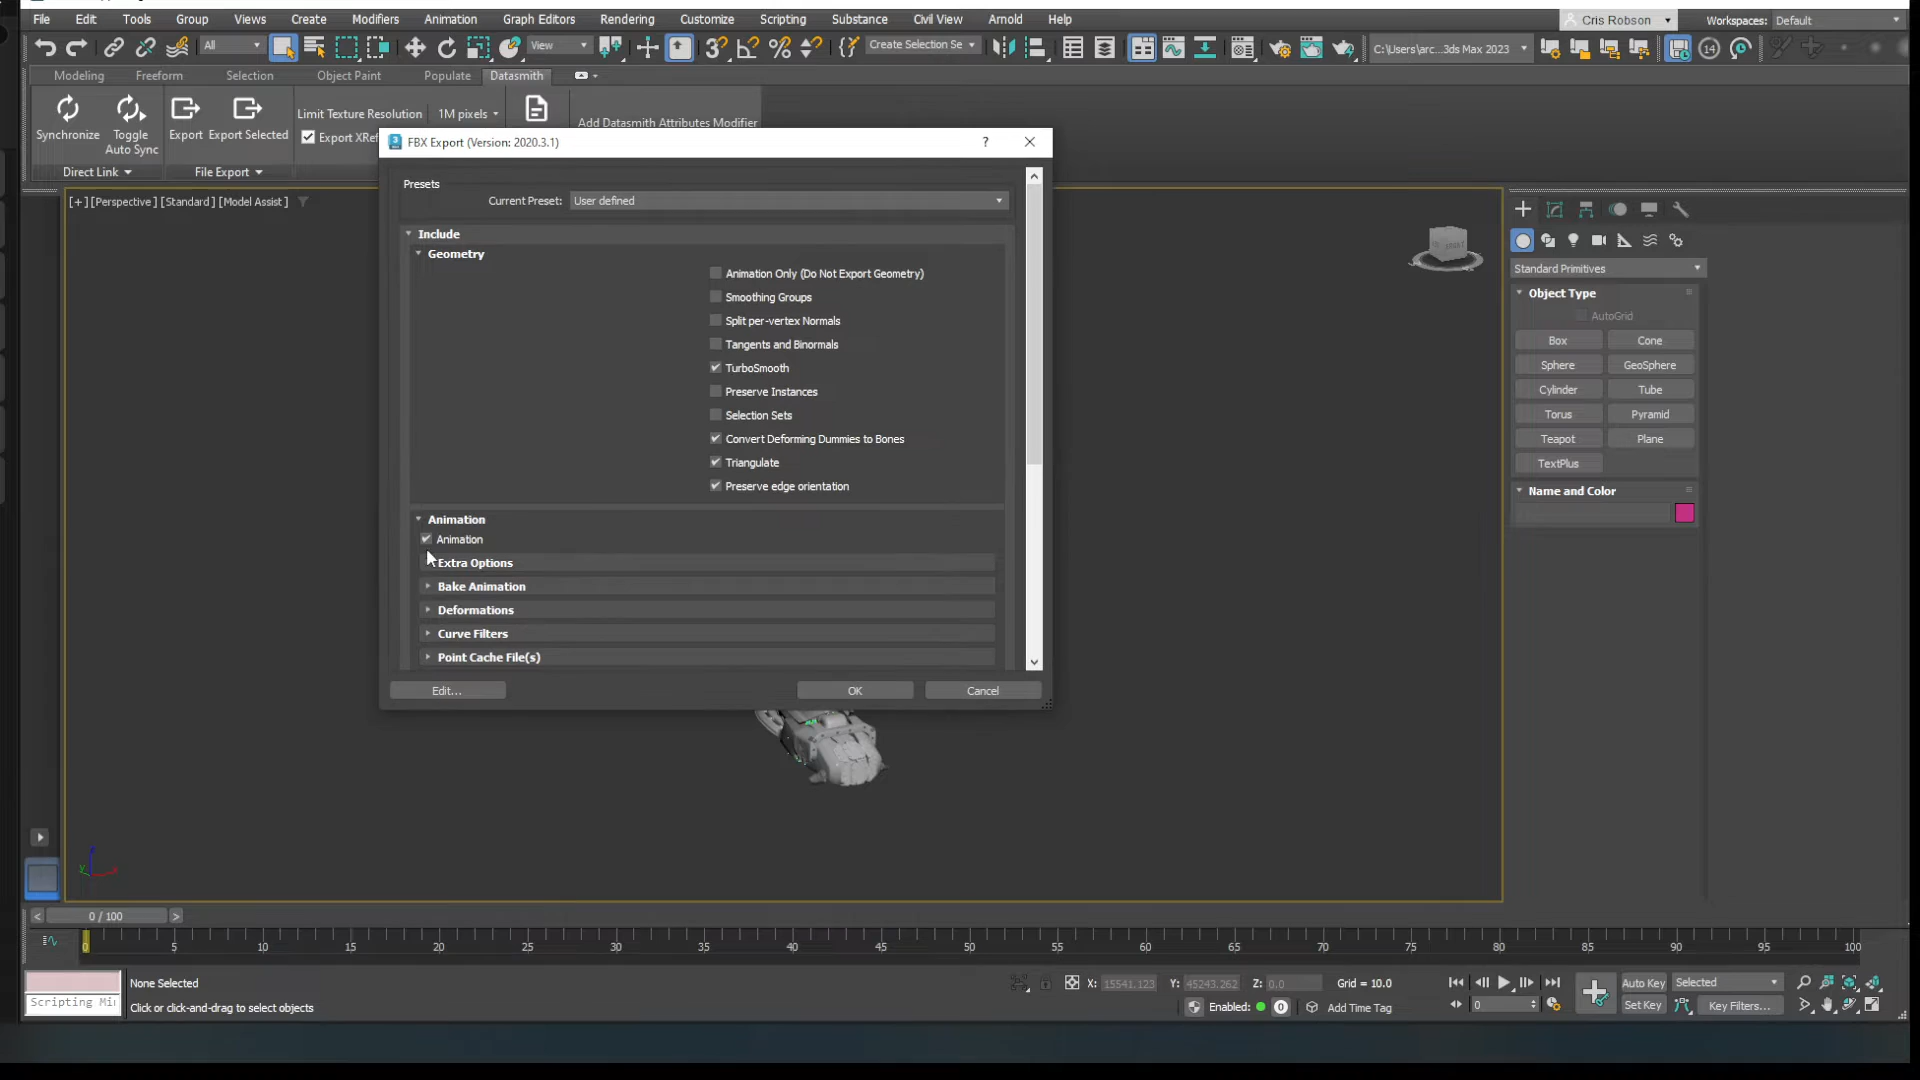 File Edit Tools Group Views Create Modifiers Animation Graph Editors Rendering Customize Scripting Substance Civil View Arnold Help Cris Robson Workspaces: Default
All View Create Selection Se C:\Users\arc...3ds Max 2023 14
Modeling Freeform Selection Object Paint Populate Datasmith
Synchronize Toggle Auto Sync Export Export Selected Limit Texture Resolution 1M pixels Add Datasmith Attributes Modifier
Export XRef
Direct Link File Export
FBX Export (Version: 2020.3.1) ?
Presets
Current Preset: User defined
Include
Geometry
Animation Only (Do Not Export Geometry)
Smoothing Groups
Split per-vertex Normals
Tangents and Binormals
TurboSmooth
Preserve Instances
Selection Sets
Convert Deforming Dummies to Bones
Triangulate
Preserve edge orientation
Animation
Animation
Extra Options
Bake Animation
Deformations
Curve Filters
Point Cache File(s)
Edit... OK Cancel
[+] [Perspective] [Standard] [Model Assist]
Standard Primitives
Object Type
AutoGrid
Box Cone
Sphere GeoSphere
Cylinder Tube
Torus Pyramid
Teapot Plane
TextPlus
Name and Color
< 0 / 100 >
0 5 10 15 20 25 30 35 40 45 50 55 60 65 70 75 80 85 90 95 100
None Selected X: 15541.123 Y: 45243.262 Z: 0.0 Grid = 10.0 Auto Key Selected
Scripting Mi Click or click-and-drag to select objects Enabled: 0 Add Time Tag 0 Set Key Key Filters...